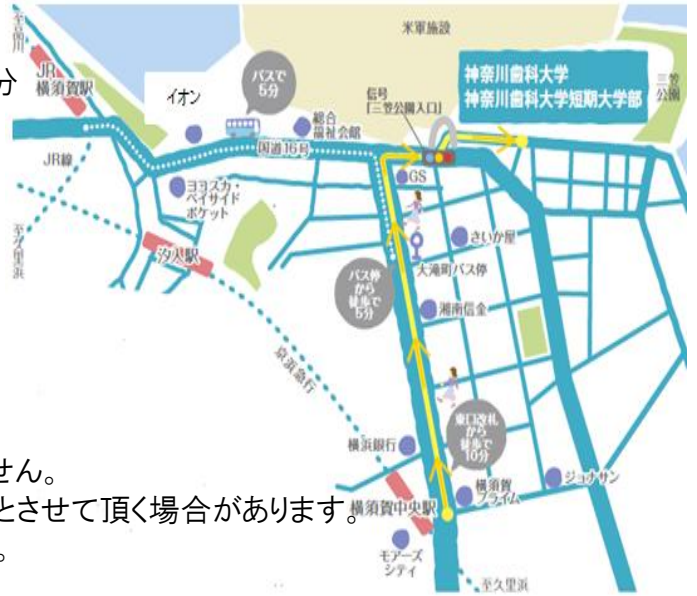 至品川
JR
横須賀駅
分
米軍施設
バスで
5分
イオン
総合
福祉会館
信号
「三笠公園入口」
神奈川歯科大学
神奈川歯科大学短期大学部
三笠
公園
国道16号
JR線
至久里浜
ヨコスカ・
ベイサイド
ポケット
汐入駅
GS
さいか屋
大滝町バス停
バス停
から
徒歩で
5分
湘南信金
京浜急行
東口改札
から
徒歩で
10分
横浜銀行
横須賀中央駅
横須賀
プライム
ジョナサン
モアーズ
シティ
至久里浜
せん。
とさせて頂く場合があります。
。